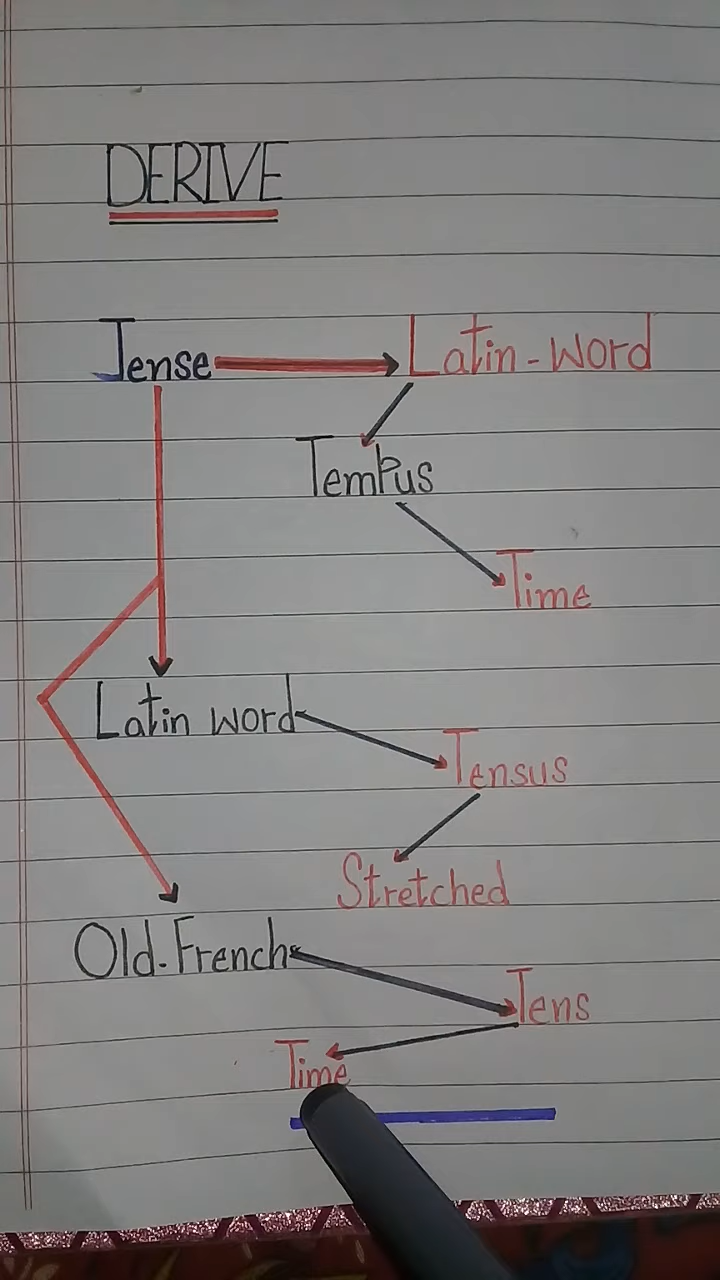 DERIVE
Tense Latin-word
Tempus
Time
Latin word
Tensus
Stretched
Old-French
Tens
Time